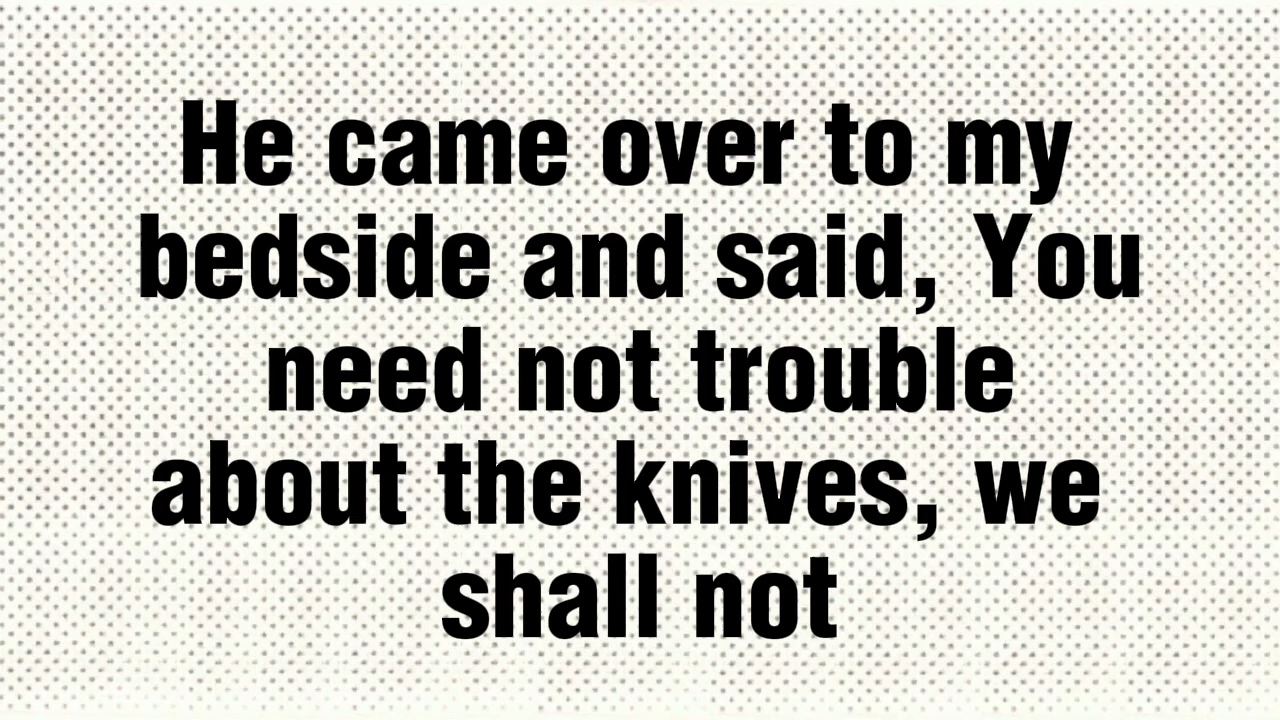 He came over to my
bedside and said, You
need not trouble
about the knives, we
shall not